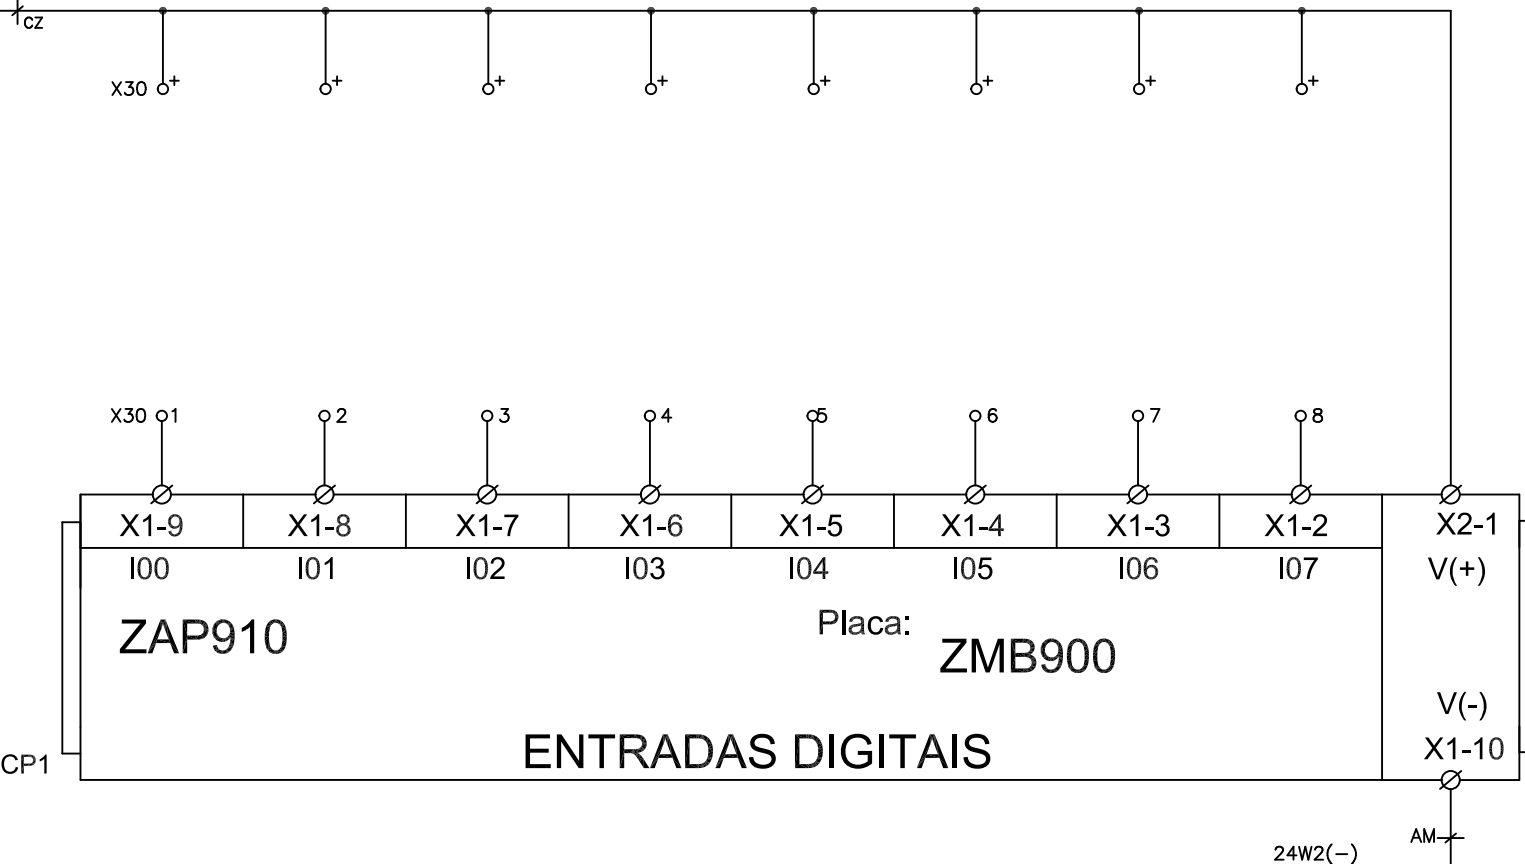 CZ
X30 + + + + + + + +
X30 1 2 3 4 5 6 7 8
X1-9 X1-8 X1-7 X1-6 X1-5 X1-4 X1-3 X1-2 X2-1
I00 I01 I02 I03 I04 I05 I06 I07 V(+)
ZAP910 Placa: ZMB900
V(-)
ENTRADAS DIGITAIS X1-10
CP1
AM
24W2(-)